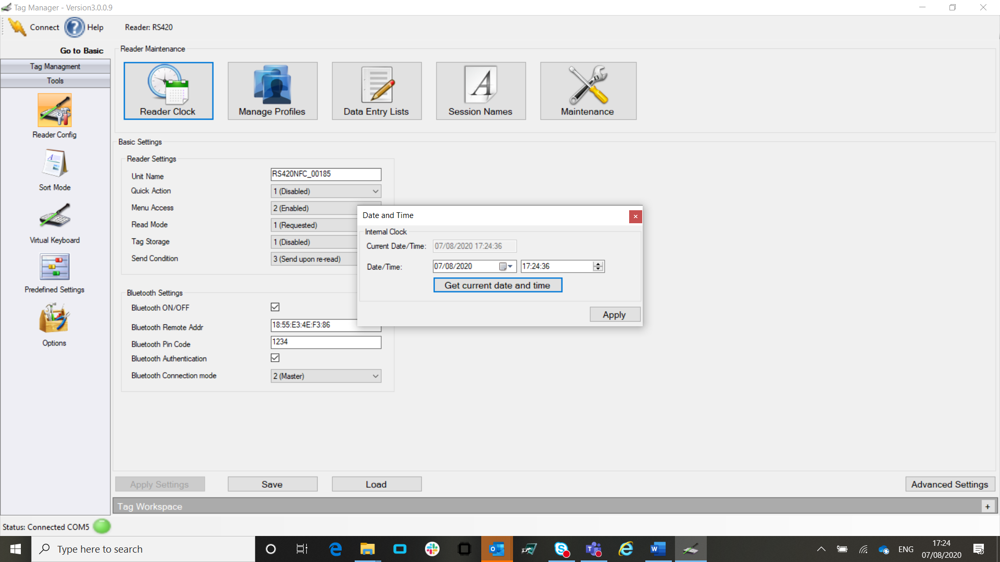 Tag Manager - Version3.0.0.9
Connect Help Reader: RS420
Go to Basic
Tag Managment
Tools
Reader Config
Sort Mode
Virtual Keyboard
Predefined Settings
Options
Reader Maintenance
Reader Clock Manage Profiles Data Entry Lists Session Names Maintenance
Basic Settings
Reader Settings
Unit Name RS420NFC_00185
Quick Action 1 (Disabled)
Menu Access 2 (Enabled)
Read Mode 1 (Requested)
Tag Storage 1 (Disabled)
Send Condition 3 (Send upon re-read)
Bluetooth Settings
Bluetooth ON/OFF
Bluetooth Remote Addr 18:55:E3:4E:F3:86
Bluetooth Pin Code 1234
Bluetooth Authentication
Bluetooth Connection mode 2 (Master)
Date and Time
Internal Clock
Current Date/Time: 07/08/2020 17:24:36
Date/Time: 07/08/2020 17:24:36
Get current date and time
Apply
Apply Settings Save Load Advanced Settings
Tag Workspace +
Status: Connected COM5
Type here to search
ENG
17:24
07/08/2020